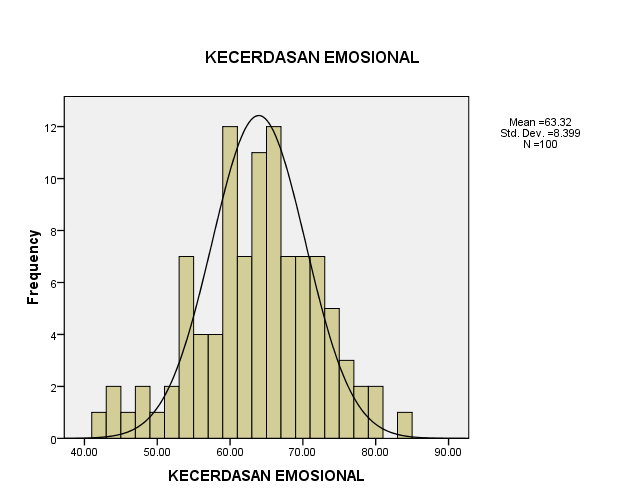 KECERDASAN EMOSIONAL
Mean =63.32
Std. Dev. =8.399
N =100
Frequency
12
10
8
6
4
2
0
40.00 50.00 60.00 70.00 80.00 90.00
KECERDASAN EMOSIONAL